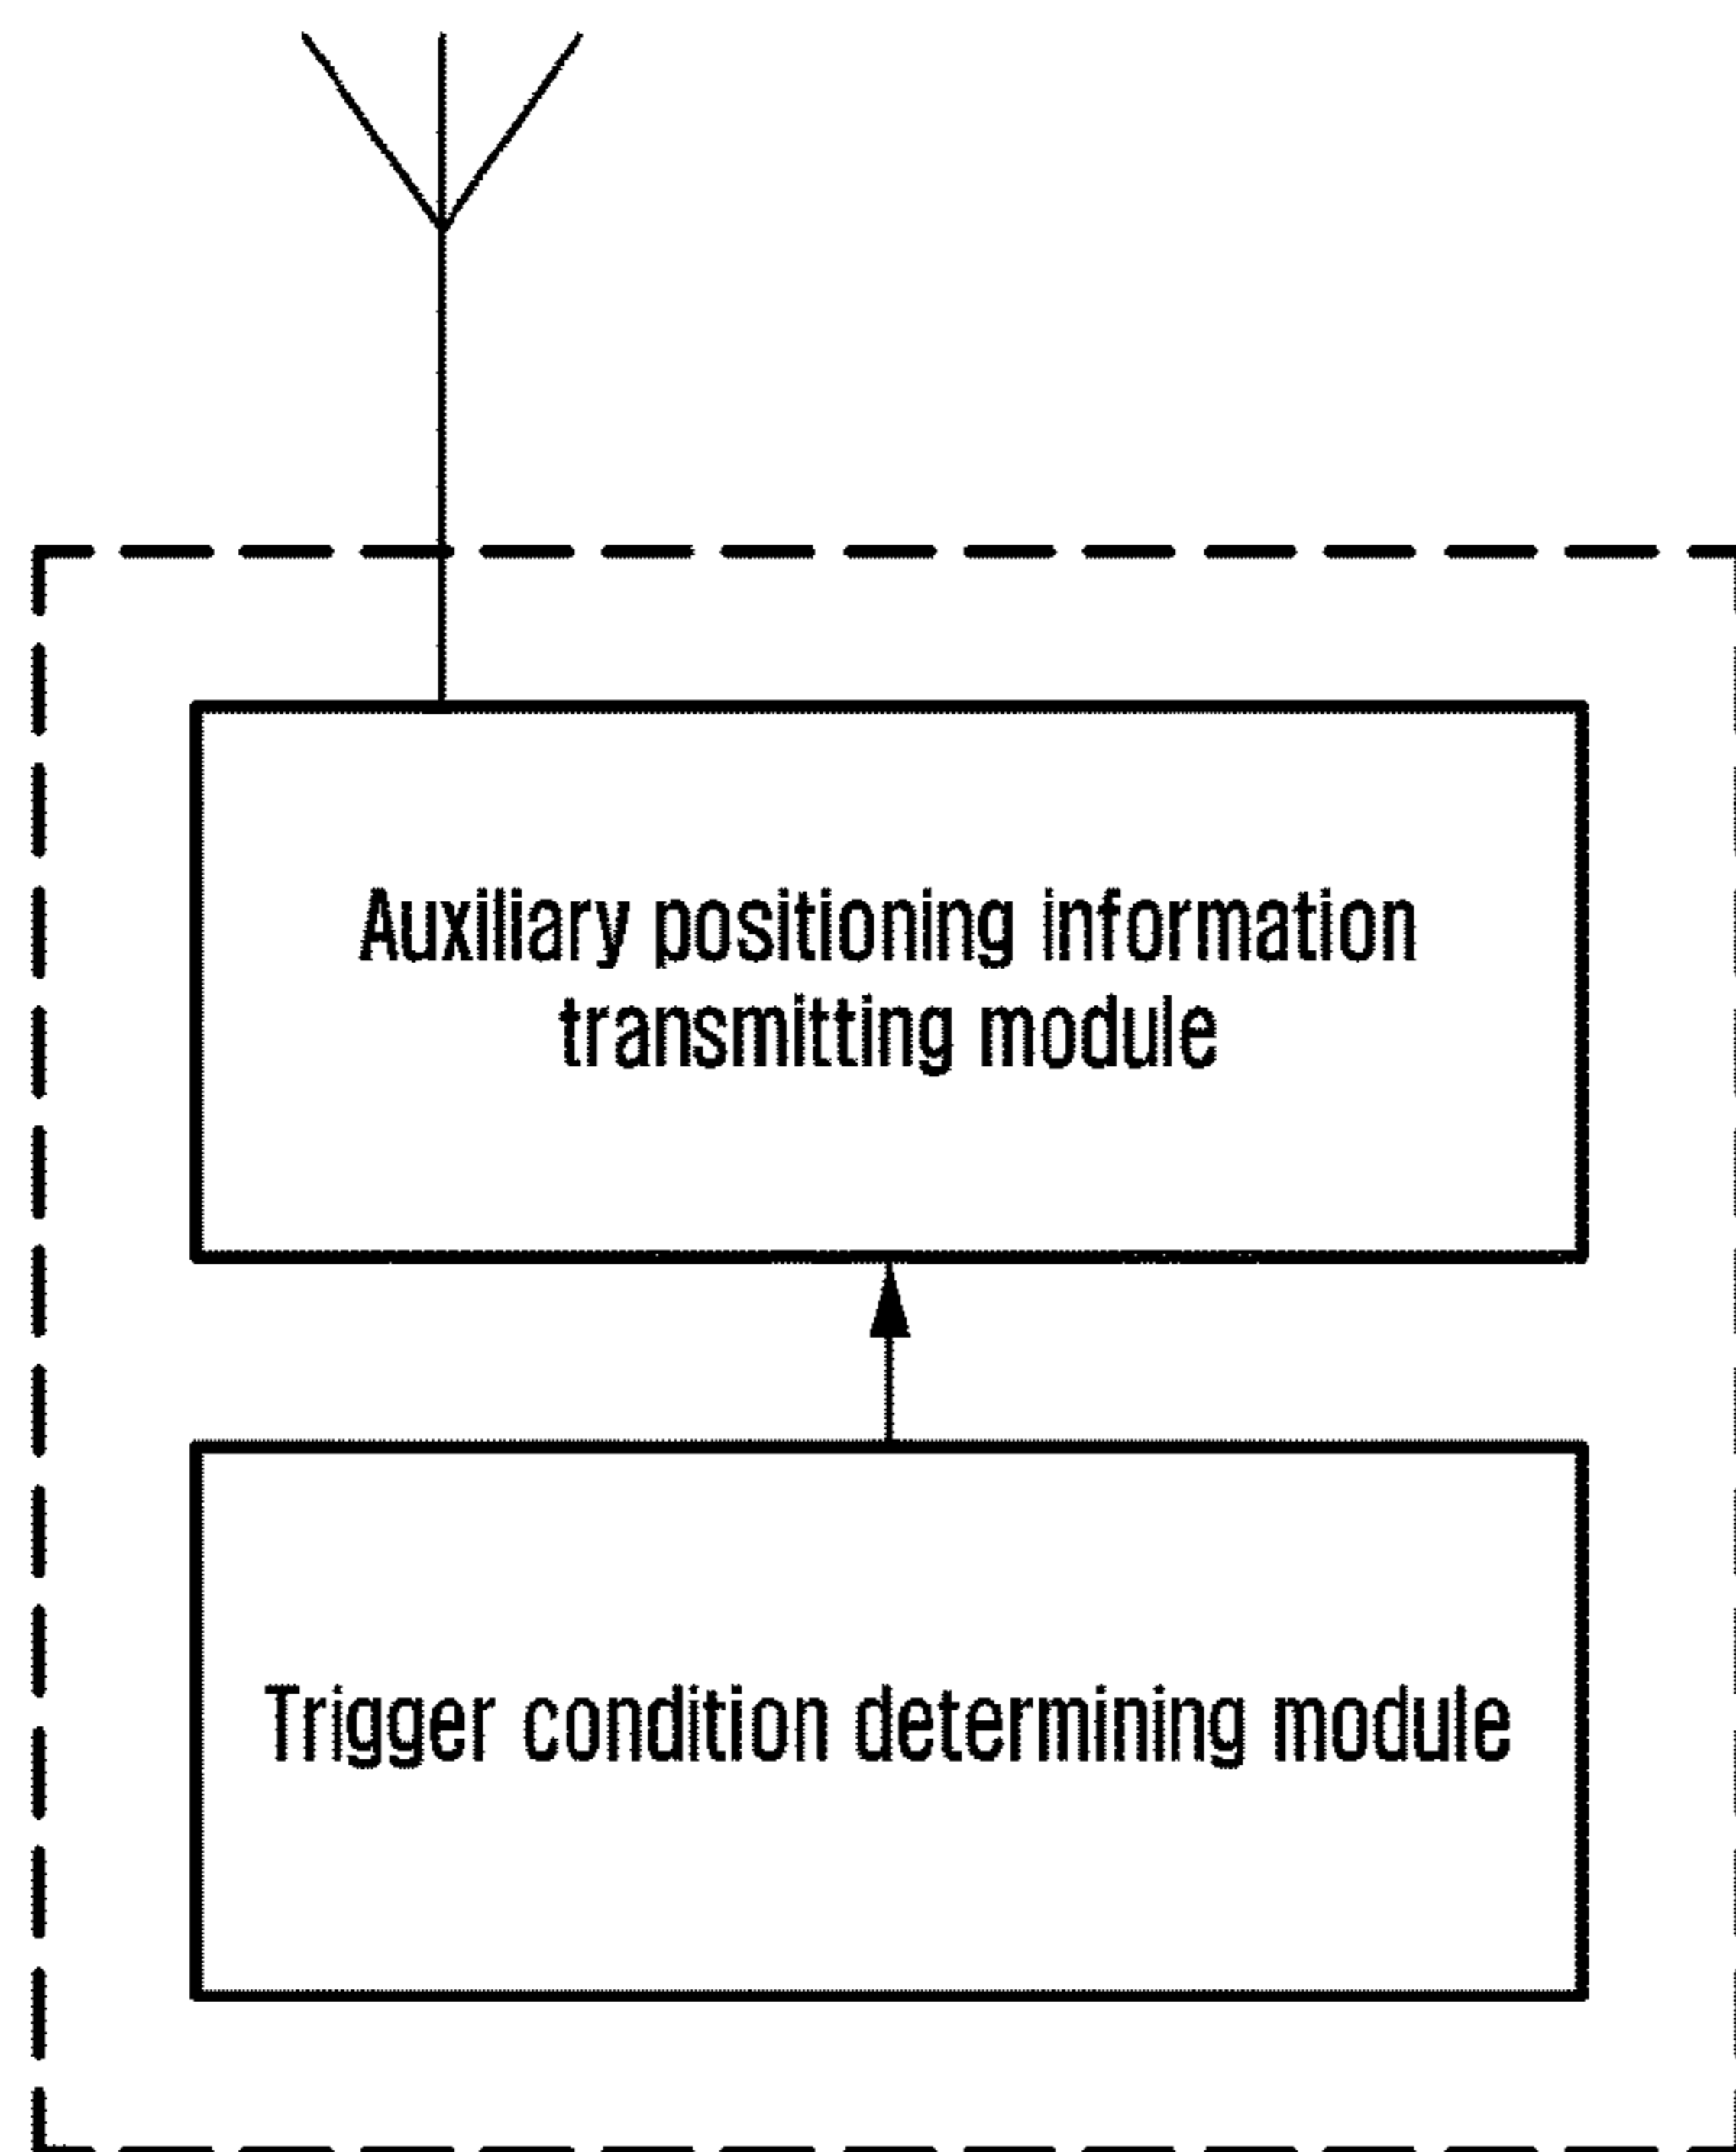 Auxiliary positioning information
transmitting module
Trigger condition determining module